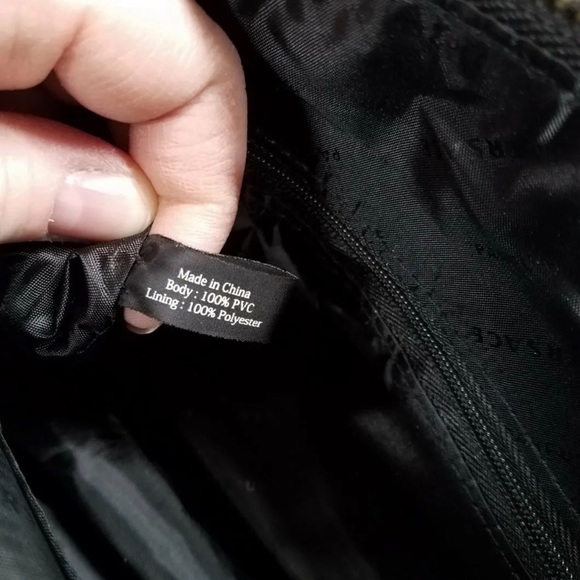 Made in China
Body : 100% PVC
Lining : 100% Polyester